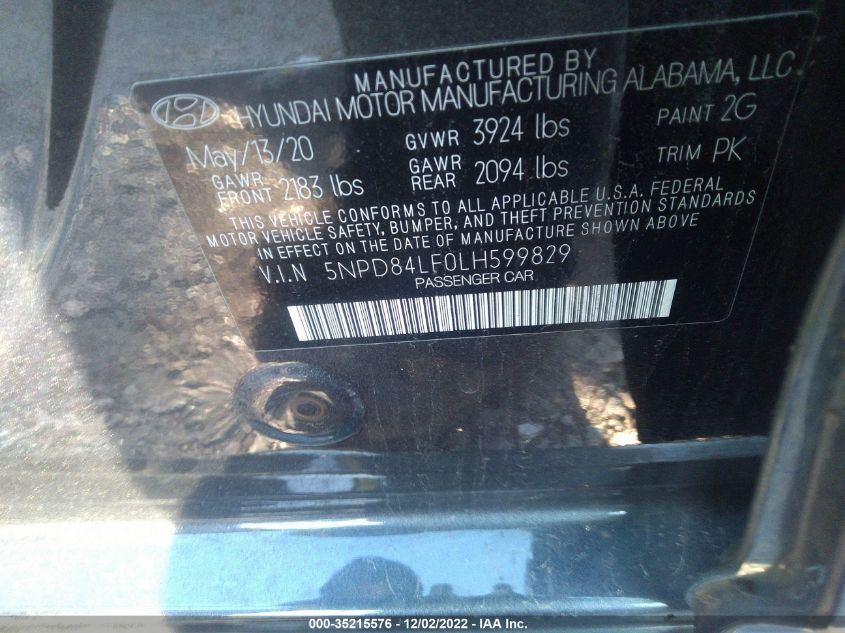 MANUFACTURED BY
HYUNDAI MOTOR MANUFACTURING ALABAMA, LLC
May/13/20 GVWR 3924 lbs PAINT 2G
GAWR FRONT 2183 lbs GAWR REAR 2094 lbs TRIM PK
THIS VEHICLE CONFORMS TO ALL APPLICABLE U.S.A. FEDERAL
MOTOR VEHICLE SAFETY, BUMPER, AND THEFT PREVENTION STANDARDS
IN EFFECT ON THE DATE OF MANUFACTURE SHOWN ABOVE
V.I.N 5NPD84LF0LH599829
PASSENGER CAR
000-35215576 - 12/02/2022 - IAA Inc.